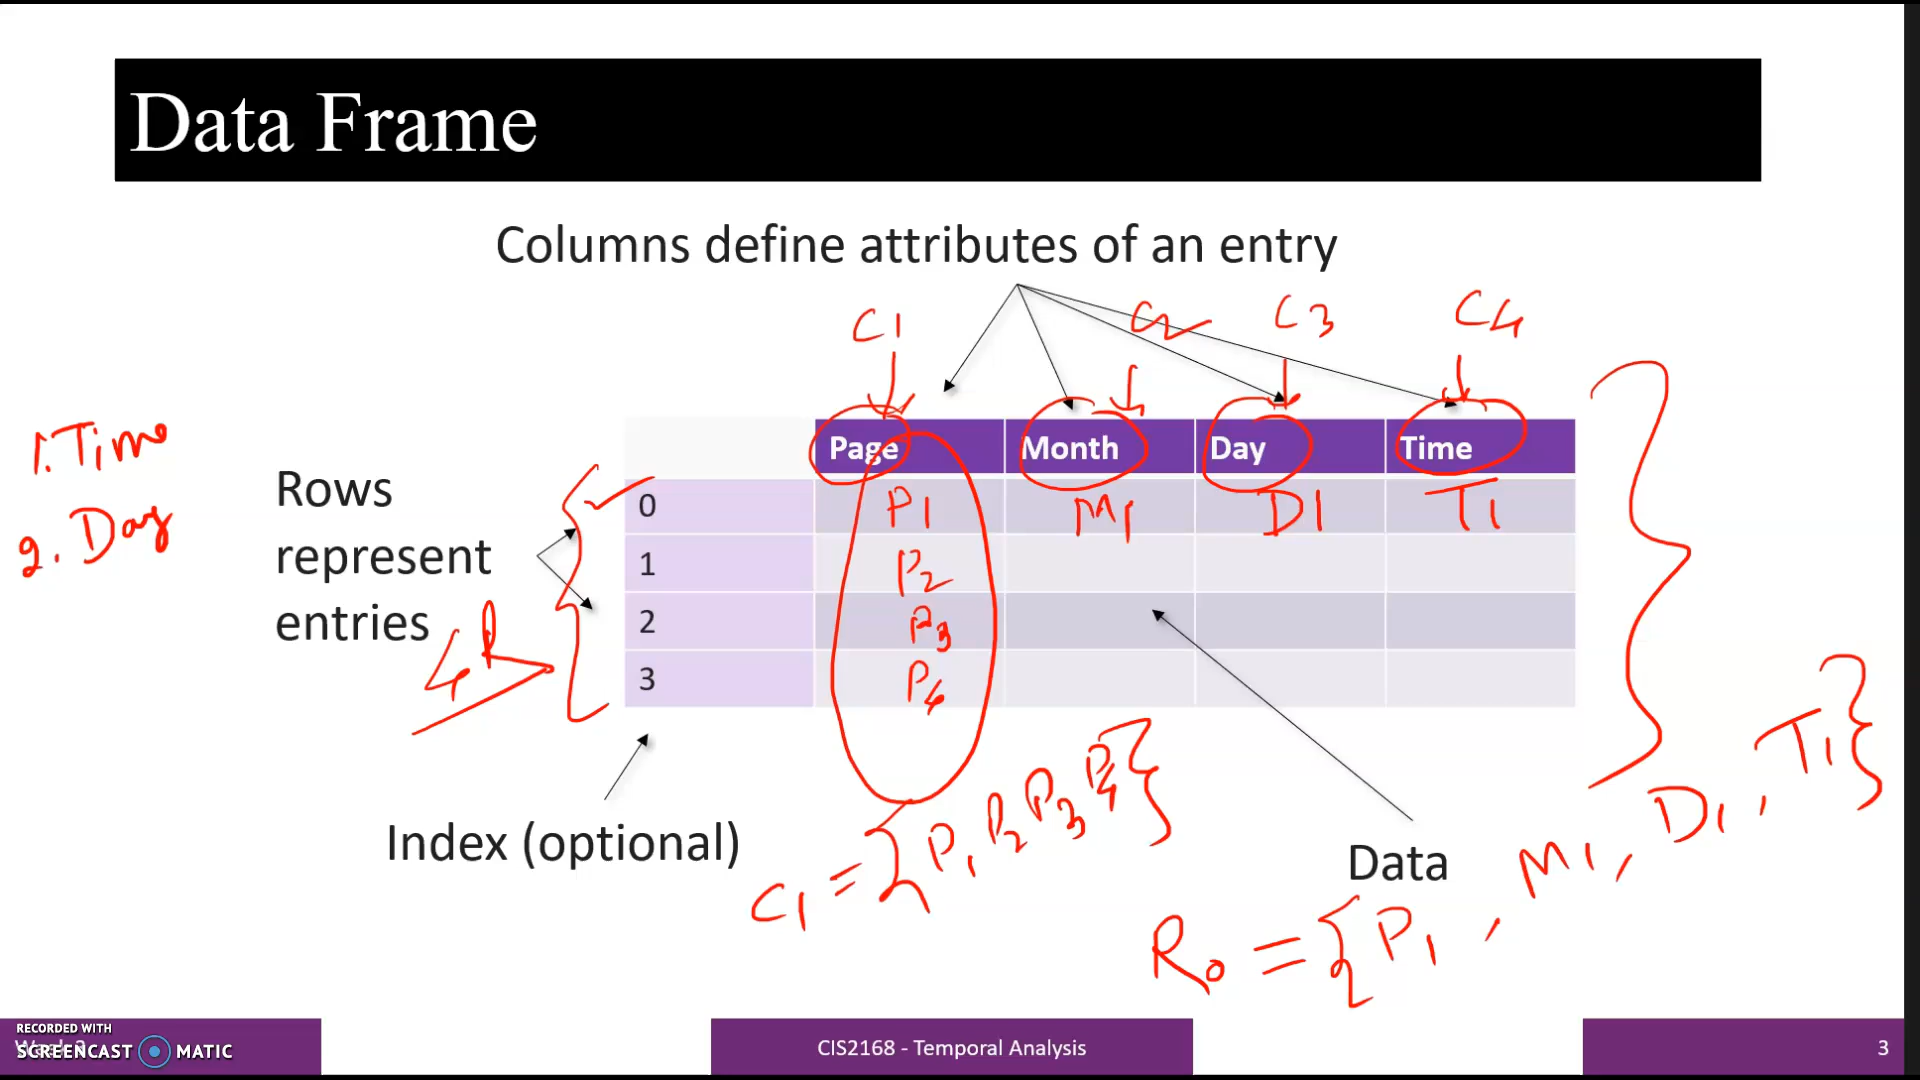 Data Frame
Columns define attributes of an entry
C1 C2 C3 C4
1. Time
2. Day
Rows
represent
entries
4R
Page Month Day Time
0 P1 M1 D1 T1
1 P2
2 P3
3 P4
Index (optional)
C1 = {P1 P2 P3 P4}
Data
R0 = {P1, M1, D1, T1}
RECORDED WITH
SCREENCAST MATIC
CIS2168 - Temporal Analysis
3